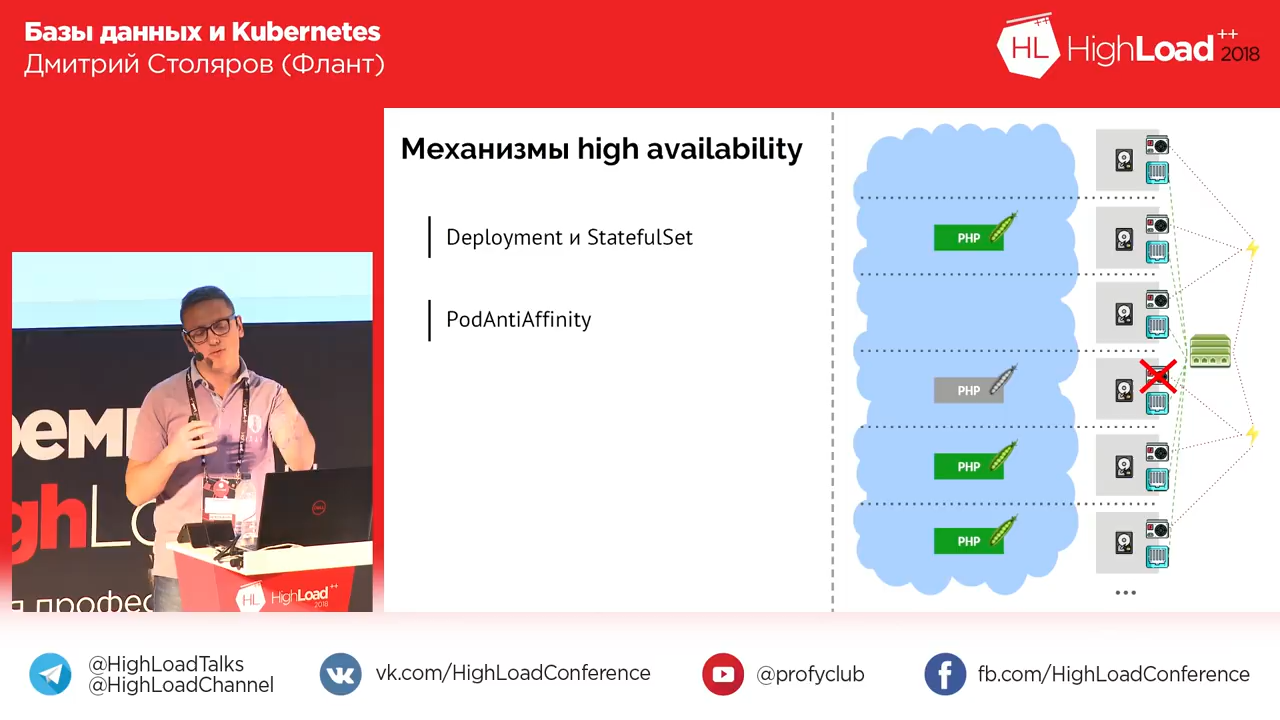 Базы данных и Kubernetes
Дмитрий Столяров (Флант)
HL HighLoad ++ 2018
Механизмы high availability
Deployment и StatefulSet
PodAntiAffinity
PHP
PHP
PHP
PHP
...
HL HighLoad ++ 2018
@HighLoadTalks
@HighLoadChannel
vk.com/HighLoadConference
@profyclub
fb.com/HighLoadConference